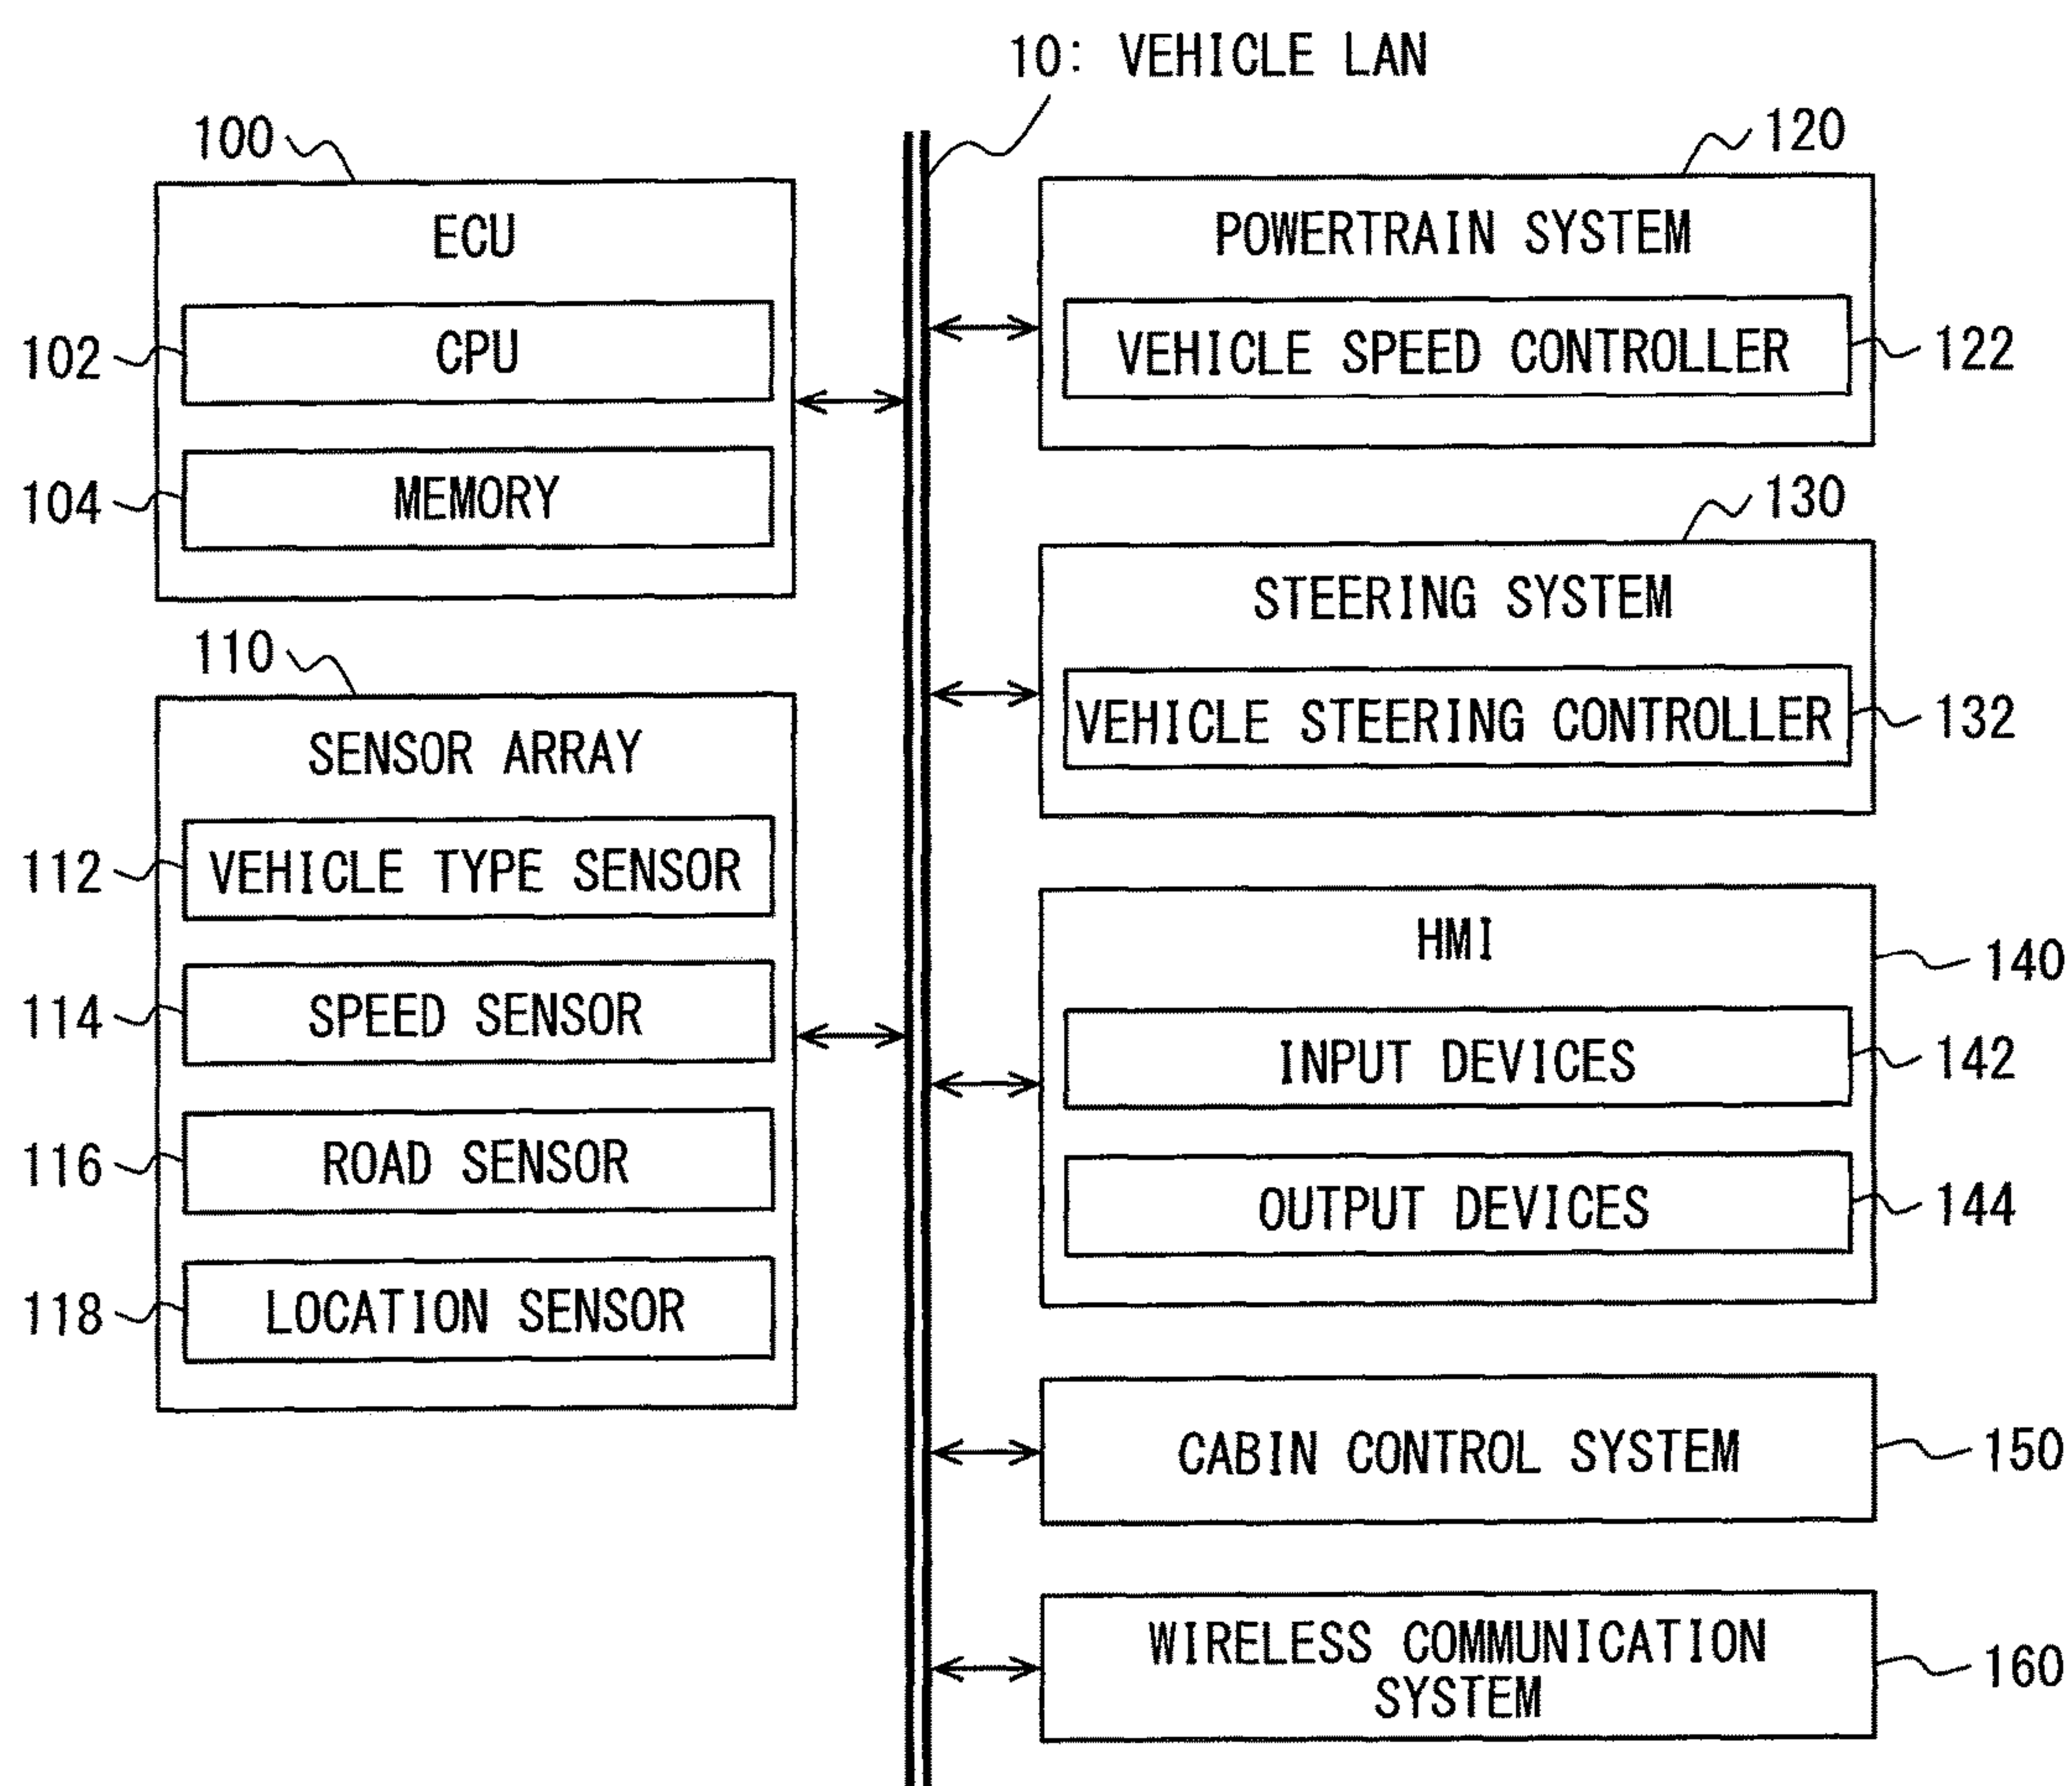 10: VEHICLE LAN
100
ECU
102
CPU
104
MEMORY
110
SENSOR ARRAY
112
VEHICLE TYPE SENSOR
114
SPEED SENSOR
116
ROAD SENSOR
118
LOCATION SENSOR
120
POWERTRAIN SYSTEM
VEHICLE SPEED CONTROLLER
122
130
STEERING SYSTEM
VEHICLE STEERING CONTROLLER
132
HMI
140
INPUT DEVICES
142
OUTPUT DEVICES
144
CABIN CONTROL SYSTEM
150
WIRELESS COMMUNICATION
SYSTEM
160